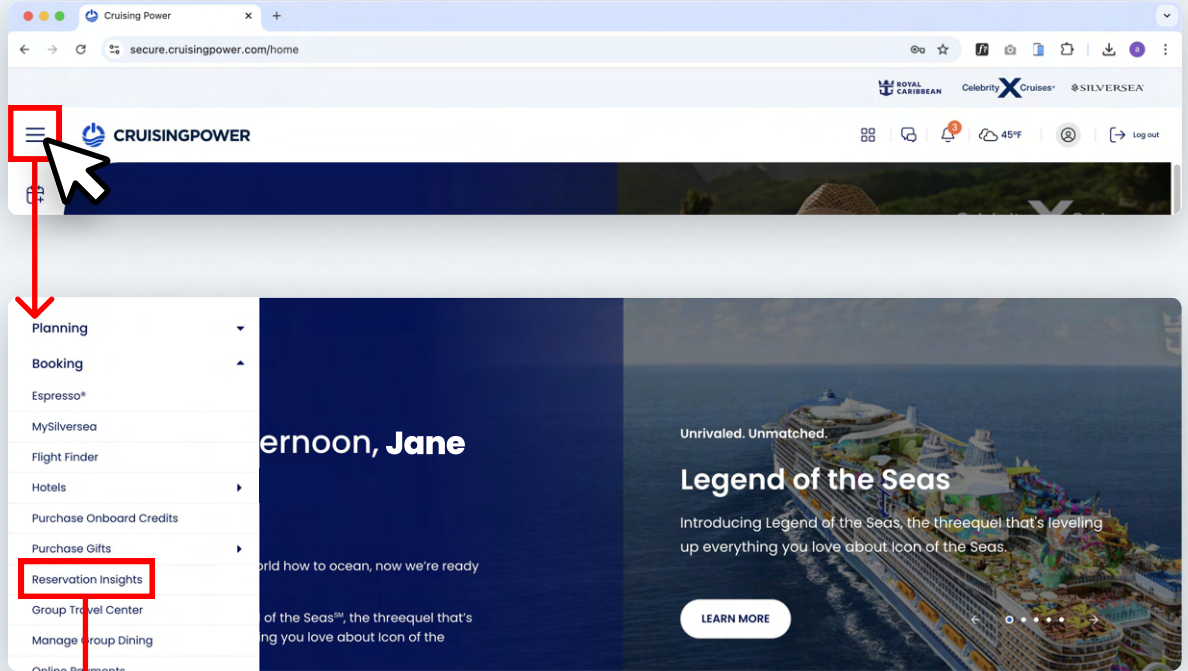 Cruising Power
secure.cruisingpower.com/home
a
ROYAL
CARIBBEAN
Celebrity X Cruises®
SILVERSEA
CRUISINGPOWER
3
45°F
Log out
Planning
Booking
Espresso®
MySilversea
Flight Finder
Hotels
Purchase Onboard Credits
Purchase Gifts
Reservation Insights
Group Travel Center
Manage Group Dining
Online Payments
ernoon, Jane
orld how to ocean, now we're ready
l of the Seas℠, the threequel that's
ing you love about Icon of the
Unrivaled. Unmatched.
Legend of the Seas
Introducing Legend of the Seas, the threequel that's leveling
up everything you love about Icon of the Seas.
LEARN MORE